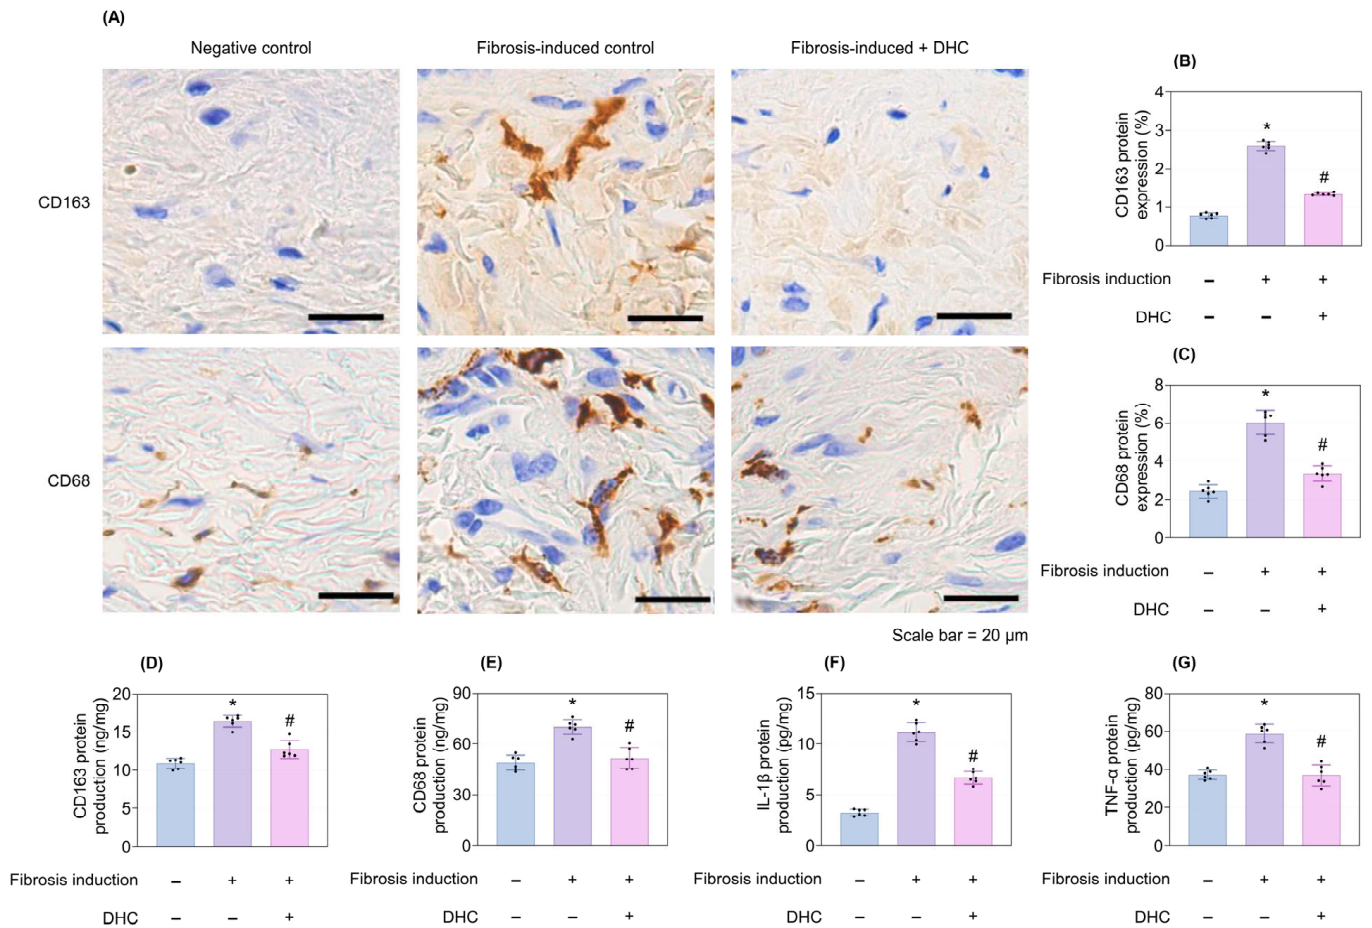 (A)
Negative control
Fibrosis-induced control
Fibrosis-induced + DHC
CD163
CD68
Scale bar = 20 μm
(B)
CD163 protein
expression (%)
4
3
2
1
0
*
#
Fibrosis induction – + +
DHC – – +
(C)
CD68 protein
expression (%)
8
6
4
2
0
*
#
Fibrosis induction – + +
DHC – – +
(D)
CD163 protein
production (ng/mg)
20
15
10
5
0
*
#
Fibrosis induction – + +
DHC – – +
(E)
CD68 protein
production (ng/mg)
90
60
30
0
*
#
Fibrosis induction – + +
DHC – – +
(F)
IL-1β protein
production (pg/mg)
15
10
5
0
*
#
Fibrosis induction – + +
DHC – – +
(G)
TNF-α protein
production (pg/mg)
80
60
40
20
0
*
#
Fibrosis induction – + +
DHC – – +